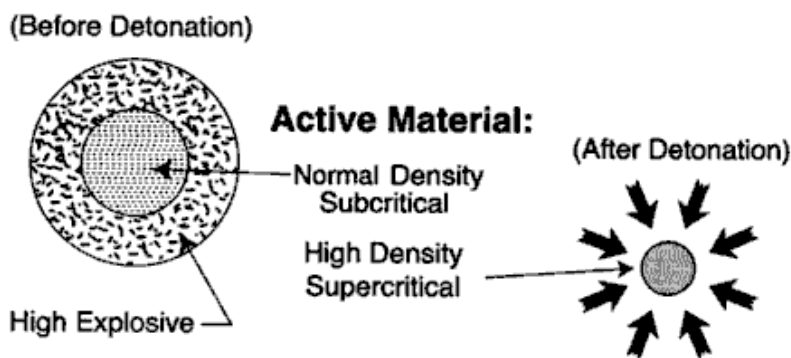 (Before Detonation)
Active Material:
Normal Density
Subcritical
High Explosive
(After Detonation)
High Density
Supercritical